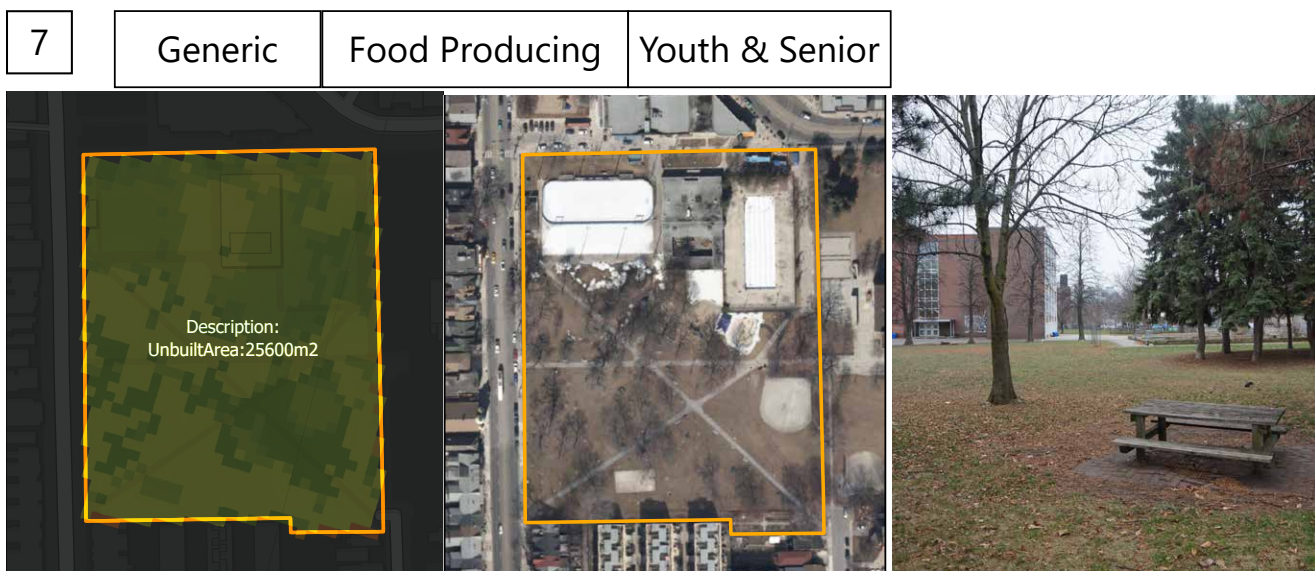 7
Generic
Food Producing
Youth & Senior
Description:
UnbuiltArea:25600m2